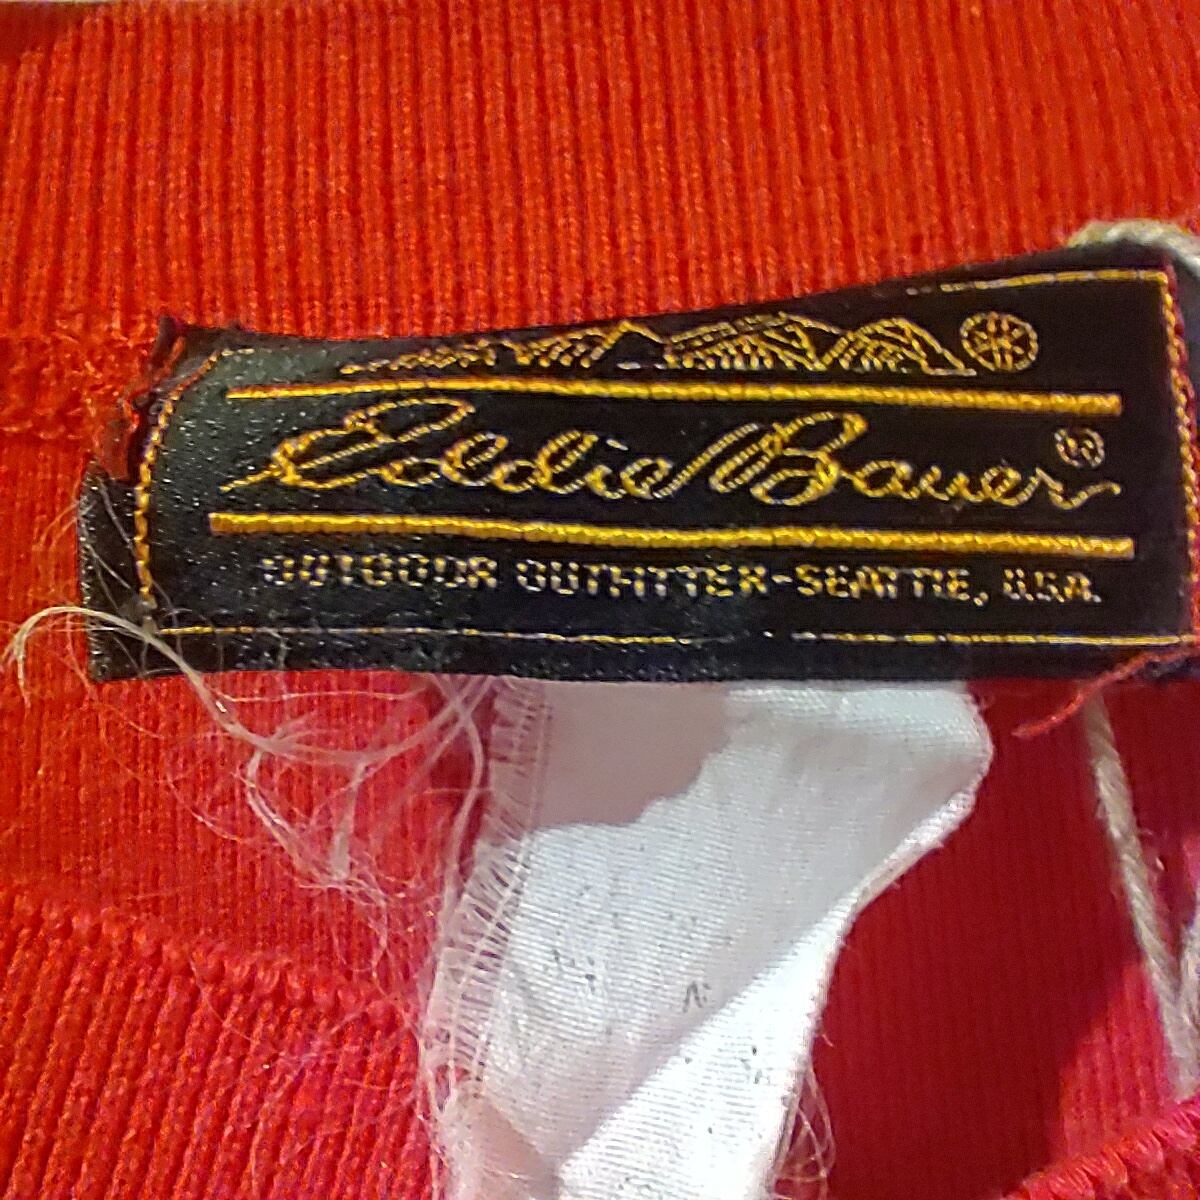 Eddie Bauer®
OUTDOOR OUTFITTER-SEATTLE, U.S.A.